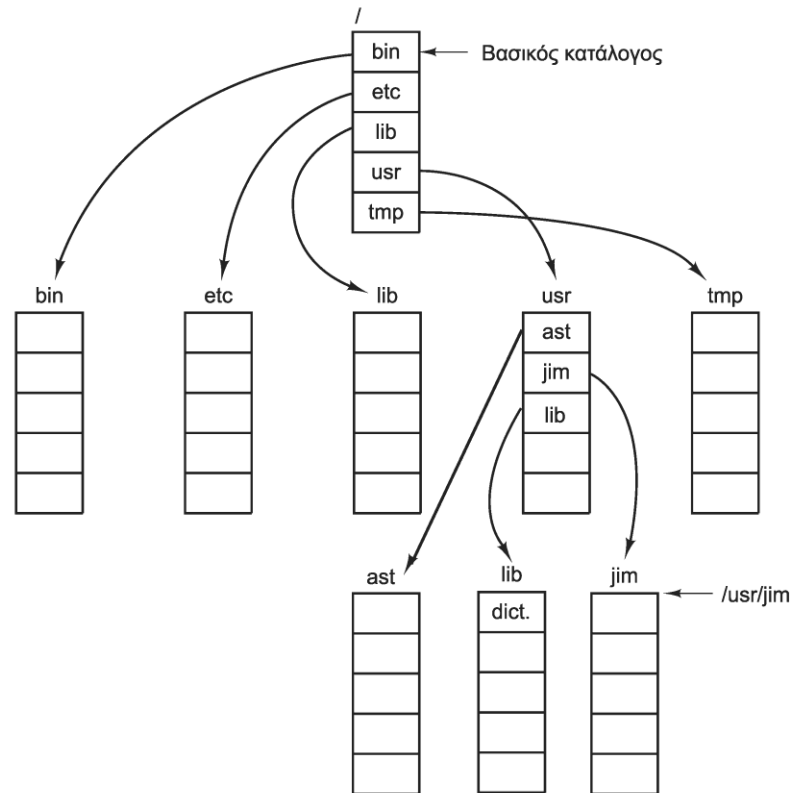 /
bin
Βασικός κατάλογος
etc
lib
usr
tmp
bin
etc
lib
usr
tmp
ast
jim
lib
ast
lib
jim
dict.
/usr/jim